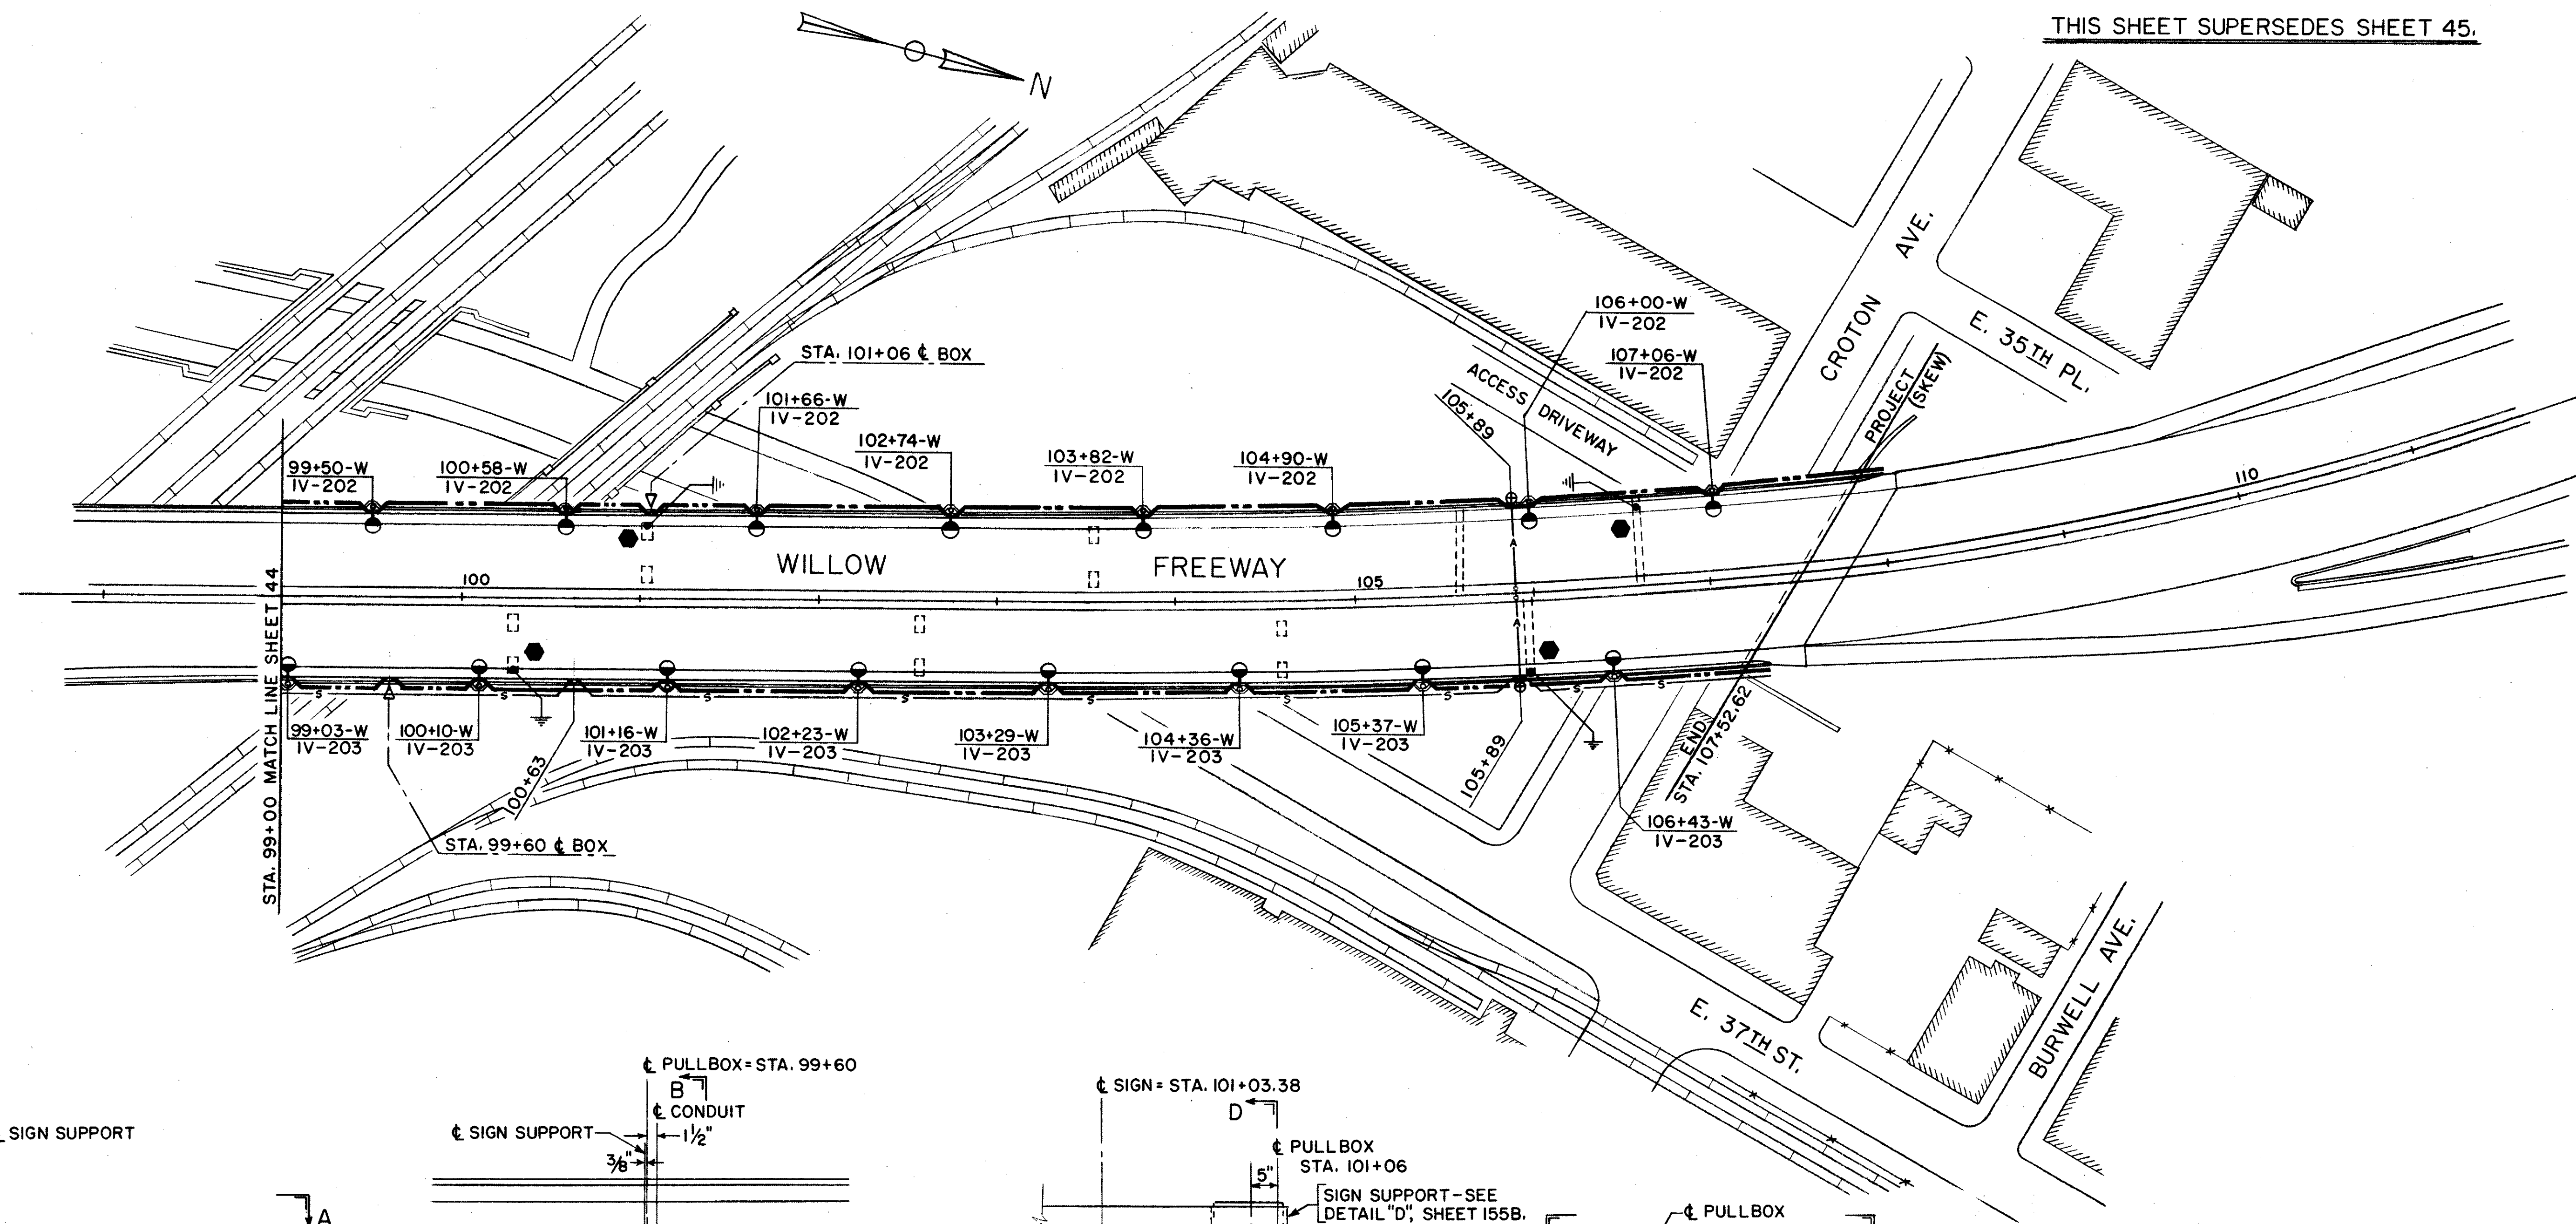 THIS SHEET SUPERSEDES SHEET 45.
N
CROTON AVE.
E. 35TH PL.
PROJECT
(SKEW)
106+00-W
IV-202
107+06-W
IV-202
ACCESS DRIVEWAY
105+89
STA. 101+06 ℄ BOX
101+66-W
IV-202
102+74-W
IV-202
103+82-W
IV-202
104+90-W
IV-202
99+50-W
IV-202
100+58-W
IV-202
110
WILLOW FREEWAY
100
105
A
A
STA. 99+00 MATCH LINE SHEET 44
S
S
S
S
S
S
S
S
S
99+03-W
IV-203
100+10-W
IV-203
101+16-W
IV-203
102+23-W
IV-203
103+29-W
IV-203
104+36-W
IV-203
105+37-W
IV-203
106+43-W
IV-203
100+63
105+89
END
STA. 107+52.62
STA. 99+60 ℄ BOX
E. 37TH ST.
BURWELL AVE.
SIGN SUPPORT
A
℄ PULLBOX = STA. 99+60
B
℄ CONDUIT
℄ SIGN SUPPORT
1½"
3/8"
℄ SIGN = STA. 101+03.38
D
℄ PULLBOX
STA. 101+06
5"
SIGN SUPPORT-SEE
DETAIL "D", SHEET 155B.
℄ PULLBOX